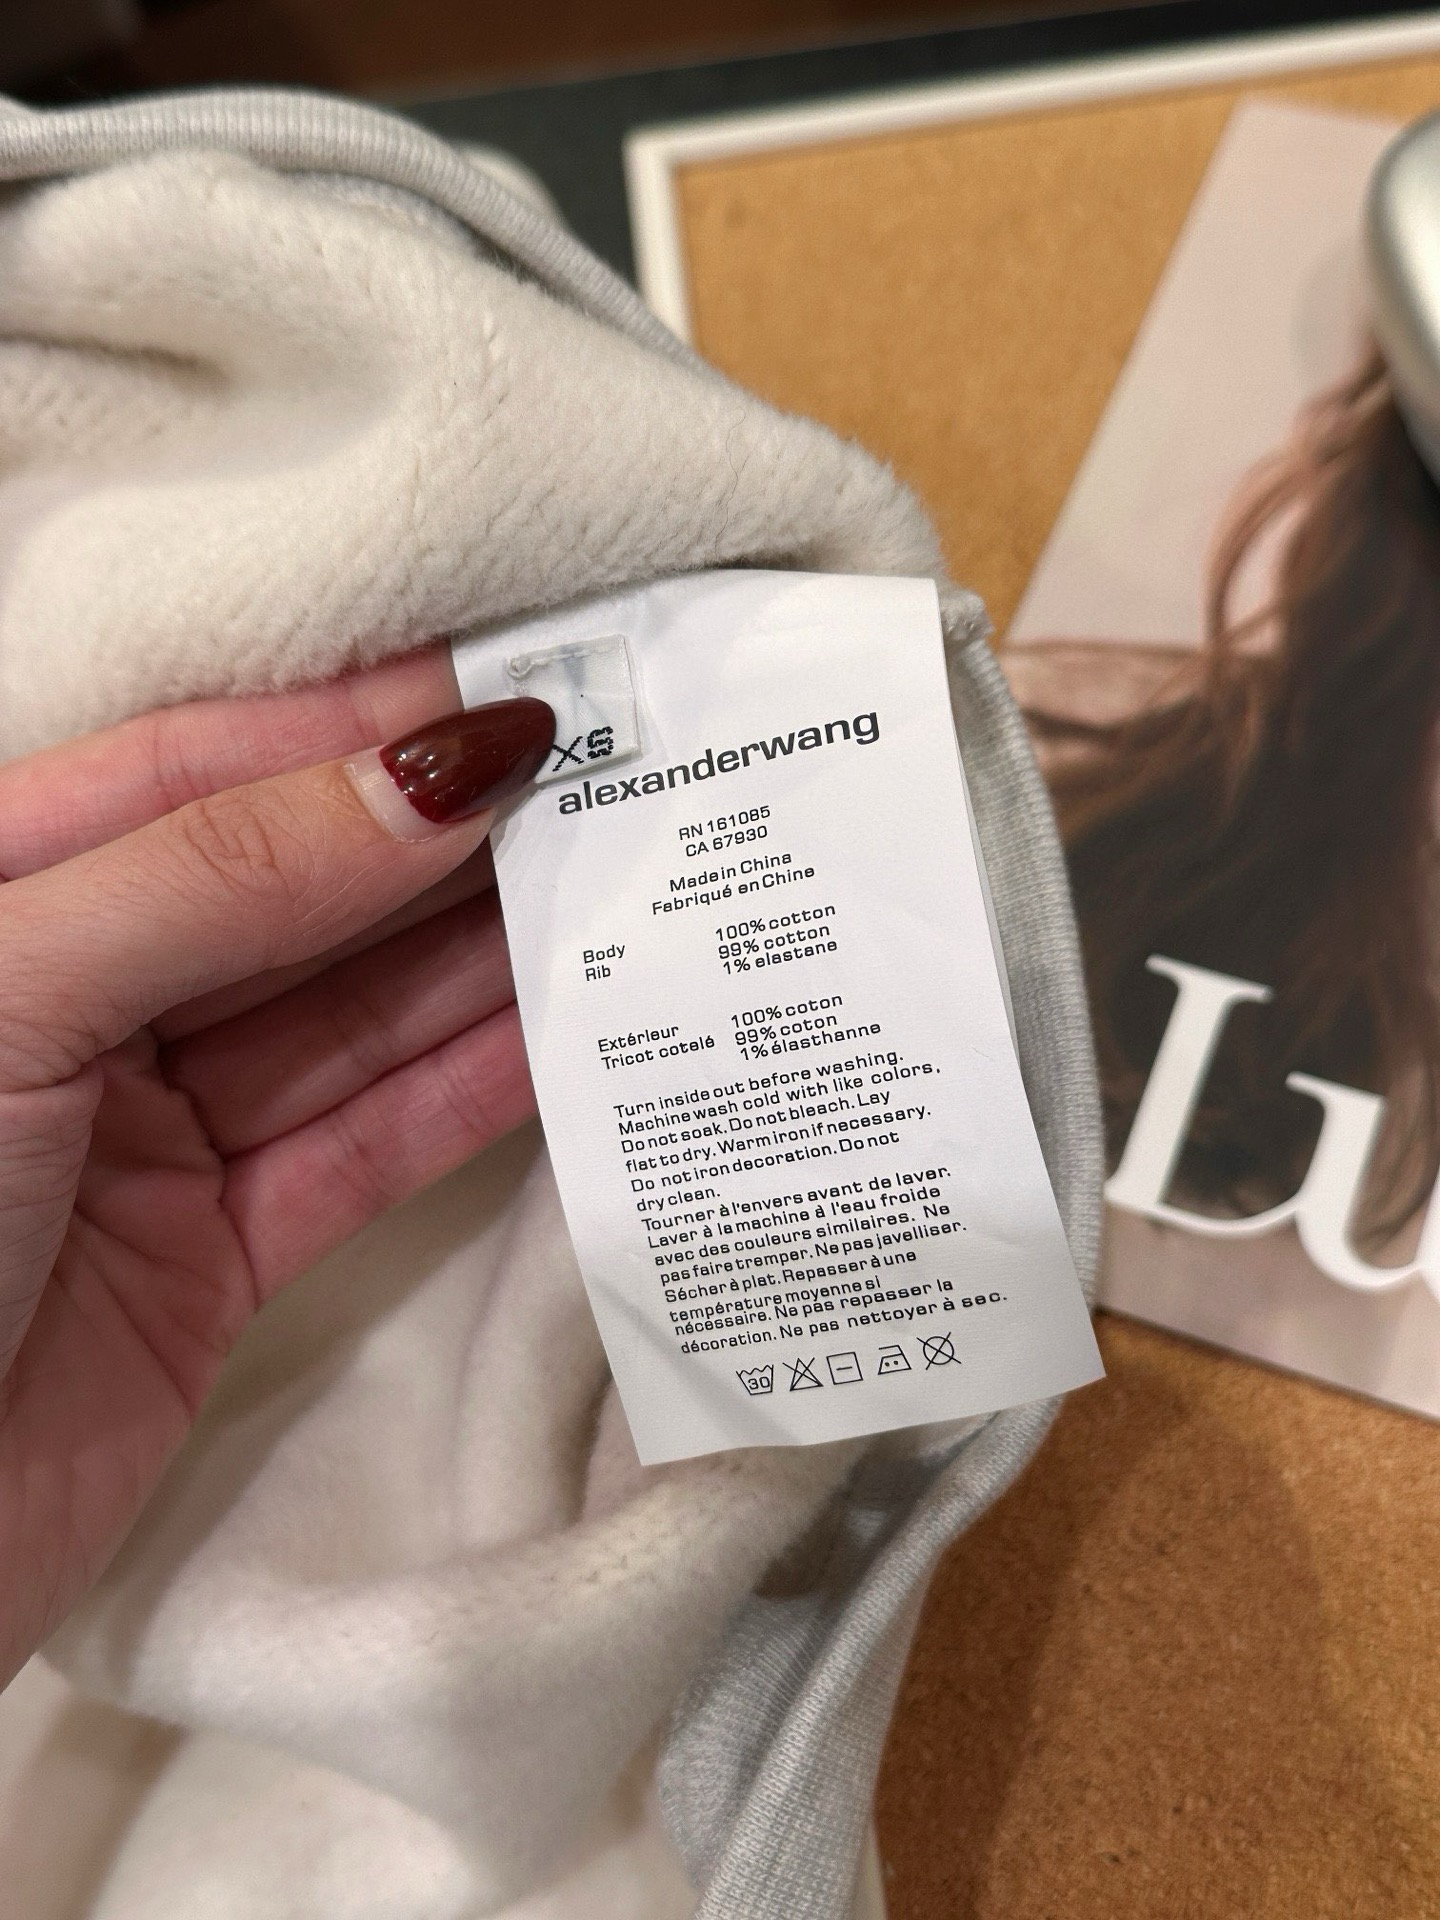 alexanderwang
RN 161085
CA 67930
Made in China
Fabriqué en Chine
Body 100% cotton
Rib 99% cotton
1% elastane
Extérieur 100% coton
Tricot cotelé 99% coton
1% élasthanne
Turn inside out before washing.
Machine wash cold with like colors.
Do not soak. Do not bleach. Lay
flat to dry. Warm iron if necessary.
Do not iron decoration. Do not
dry clean.
Tourner à l'envers avant de laver.
Laver à la machine à l'eau froide
avec des couleurs similaires. Ne
pas faire tremper. Ne pas javelliser.
Sécher à plat. Repasser à une
température moyenne si
nécessaire. Ne pas repasser la
décoration. Ne pas nettoyer à sec.
30
Lu